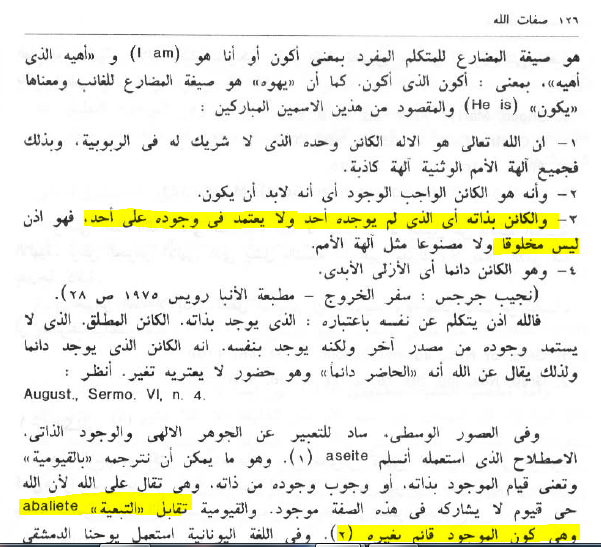 ١٢٦ صفات الله
هو صيغة المضارع للمتكلم المفرد بمعنى أكون أو أنا هو (I am) و «أهيه الذى
أهيه»، بمعنى : أكون الذى أكون. كما أن «يهوه» هو صيغة المضارع للغائب ومعناها
«يكون» (He is) والمقصود من هذين الاسمين المباركين :
١- ان الله تعالى هو الاله الكائن وحده الذى لا شريك له فى الربوبية، وبذلك
فجميع آلهة الأمم الوثنية آلهة كاذبة.
٢- وأنه هو الكائن الواجب الوجود أى أنه لابد أن يكون.
٣- والكائن بذاته أى الذى لم يوجده أحد ولا يعتمد فى وجوده على أحد، فهو اذن
ليس مخلوقا ولا مصنوعا مثل آلهة الأمم.
٤- وهو الكائن دائما أى الأزلى الأبدى.
(نجيب جرجس : سفر الخروج - مطبعة الأنبا رويس ١٩٧٥ ص ٢٨).
فالله اذن يتكلم عن نفسه باعتباره : الذى يوجد بذاته. الكائن المطلق. الذى لا
يستمد وجوده من مصدر آخر ولكنه يوجد بنفسه. انه الكائن الذى يوجد دائما
ولذلك يقال عن الله أنه «الحاضر دائما» وهو حضور لا يعتريه تغير. أنظر :
August., Sermo. VI, n. 4.
وفى العصور الوسطى، ساد للتعبير عن الجوهر الالهى والوجود الذاتى،
الاصطلاح الذى استعمله أنسلم aseite (١). وهو ما يمكن أن نترجمه «بالقيومية»
وتعنى قيام الموجود بذاته، أو وجوب وجوده من ذاته، وهى تقال على الله لأن الله
حى قيوم لا يشاركه فى هذه الصفة موجود. والقيومية تقابل «التبعية» abaliete
وهى كون الموجود قائم بغيره (٢). وفى اللغة اليونانية استعمل يوحنا الدمشقى